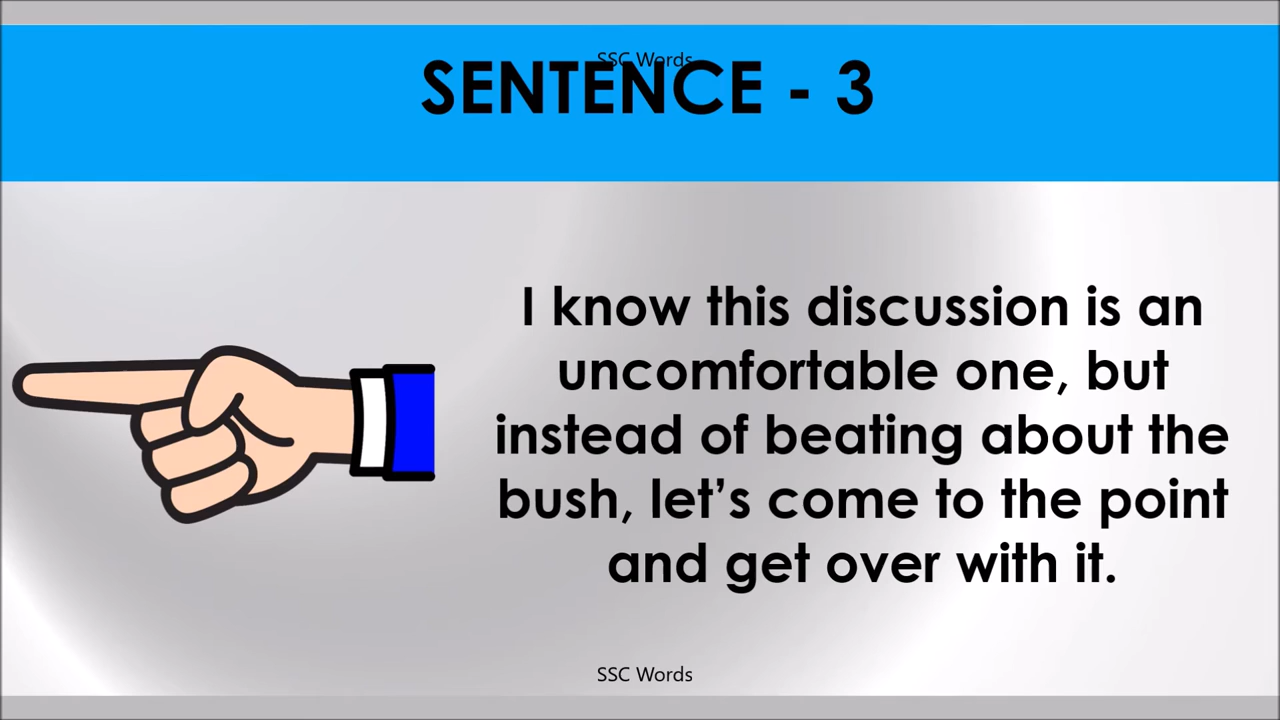 SSC Words
SENTENCE - 3
I know this discussion is an
uncomfortable one, but
instead of beating about the
bush, let’s come to the point
and get over with it.
SSC Words